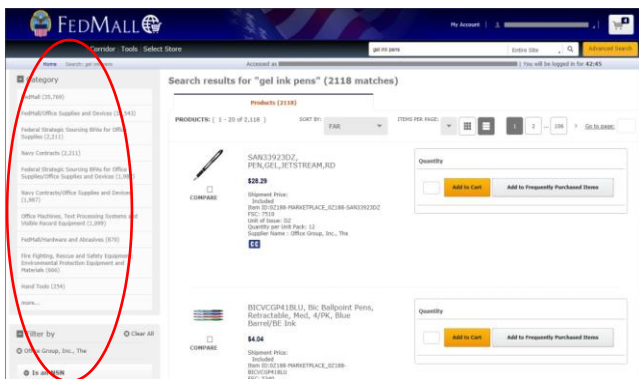 FEDMALL
My Account
0
Corridor Tools Select Store
gel ink pens
Entire Site
Advanced Search
Home Search: gel ink pens
Accessed as
You will be logged in for 42:45
Category
FedMall (35,769)
FedMall/Office Supplies and Devices
Federal Strategic Sourcing BPAs for Office
Supplies (2,211)
Navy Contracts (2,211)
Federal Strategic Sourcing BPAs for Office
Supplies/Office Supplies and Devices
Navy Contracts/Office Supplies and Devices
(1,987)
Office Machines, Text Processing Systems and
Visible Record Equipment (1,099)
FedMall/Hardware and Abrasives (870)
Fire Fighting, Rescue and Safety Equipment;
Environmental Protection Equipment and
Materials (666)
Hand Tools (254)
more...
Filter by
Clear All
Office Group, Inc., The
Is an NSN
Search results for "gel ink pens" (2118 matches)
Products (2118)
PRODUCTS: [ 1 - 20 of 2,118 ]
SORT BY:
FAR
ITEMS PER PAGE:
1 2 ... 106 > Go to page:
SAN33923DZ,
PEN,GEL,JETSTREAM,RD
$28.29
COMPARE
Shipment Price:
Included
Item ID:0Z188-MARKETPLACE_0Z188-SAN33923DZ
FSC: 7510
Unit of Issue: DZ
Quantity per Unit Pack: 12
Supplier Name : Office Group, Inc., The
Quantity
Add to Cart
Add to Frequently Purchased Items
BICVCGP41BLU, Bic Ballpoint Pens,
Retractable, Med, 4/PK, Blue
Barrel/BE Ink
$4.04
COMPARE
Shipment Price:
Included
Item ID:0Z188-MARKETPLACE_0Z188-
BICVCGP41BLU
Quantity
Add to Cart
Add to Frequently Purchased Items